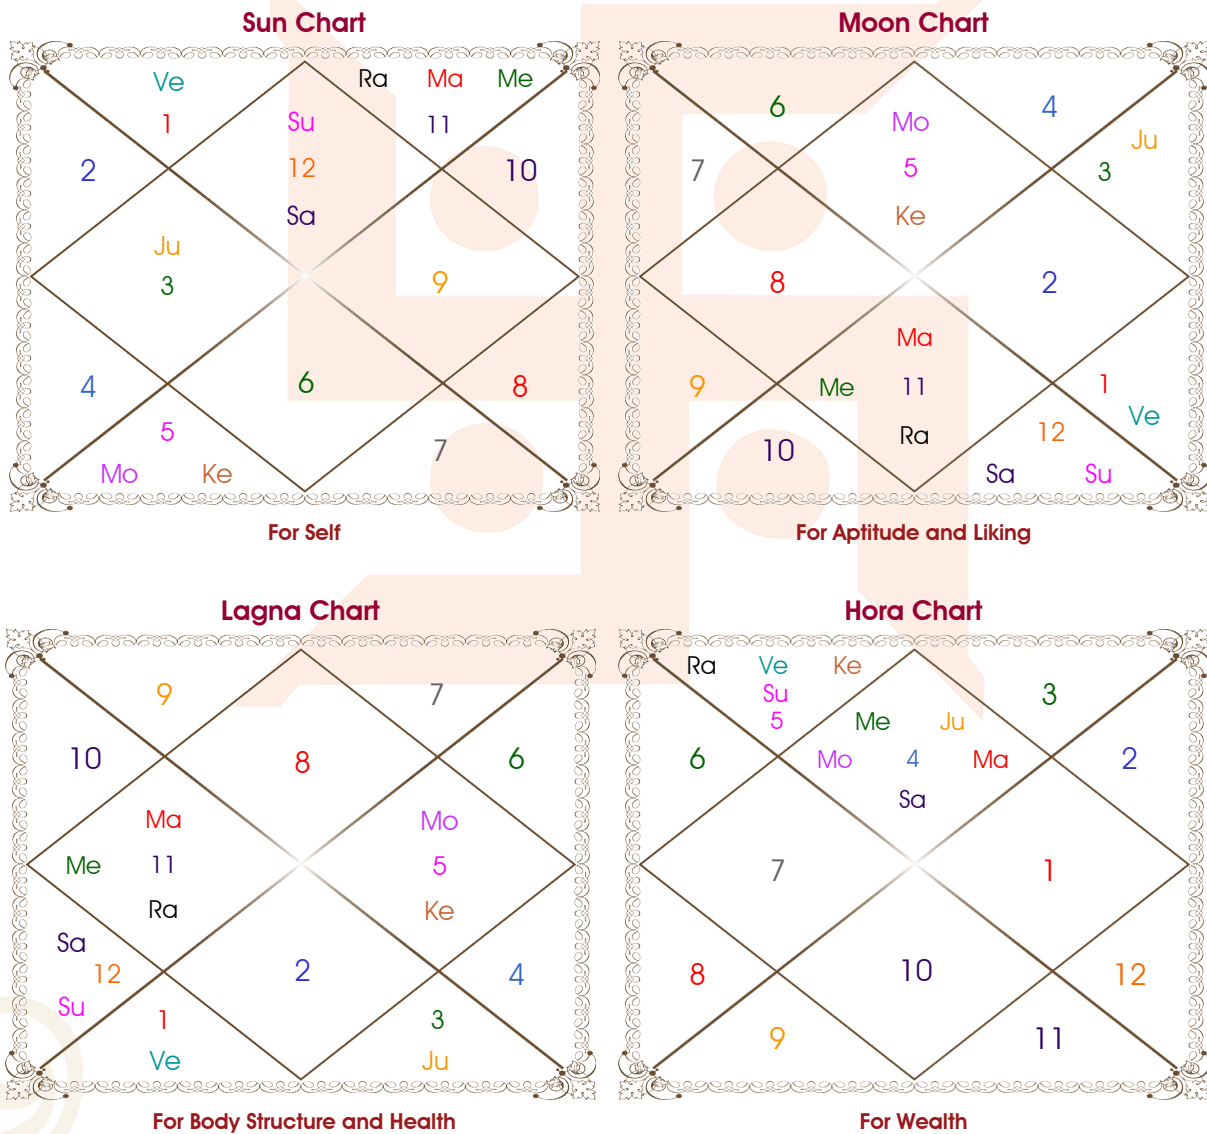 Sun Chart
Ve
Ra Ma Me
1
Su
11
2
12
10
Sa
Ju
3
9
4
6
8
5
7
Mo Ke
For Self
Moon Chart
6
Mo
4
Ju
7
5
3
Ke
8
2
Ma
9
Me 11
1
Ve
Ra
12
10
Sa Su
For Aptitude and Liking
Lagna Chart
9
7
10
8
6
Ma
Mo
Me 11
5
Ra
Ke
Sa
12
2
4
Su
1
3
Ve
Ju
For Body Structure and Health
Hora Chart
Ra Ve Ke
Su
3
5
Me Ju
6
Mo 4 Ma
2
Sa
7
1
8
10
12
9
11
For Wealth